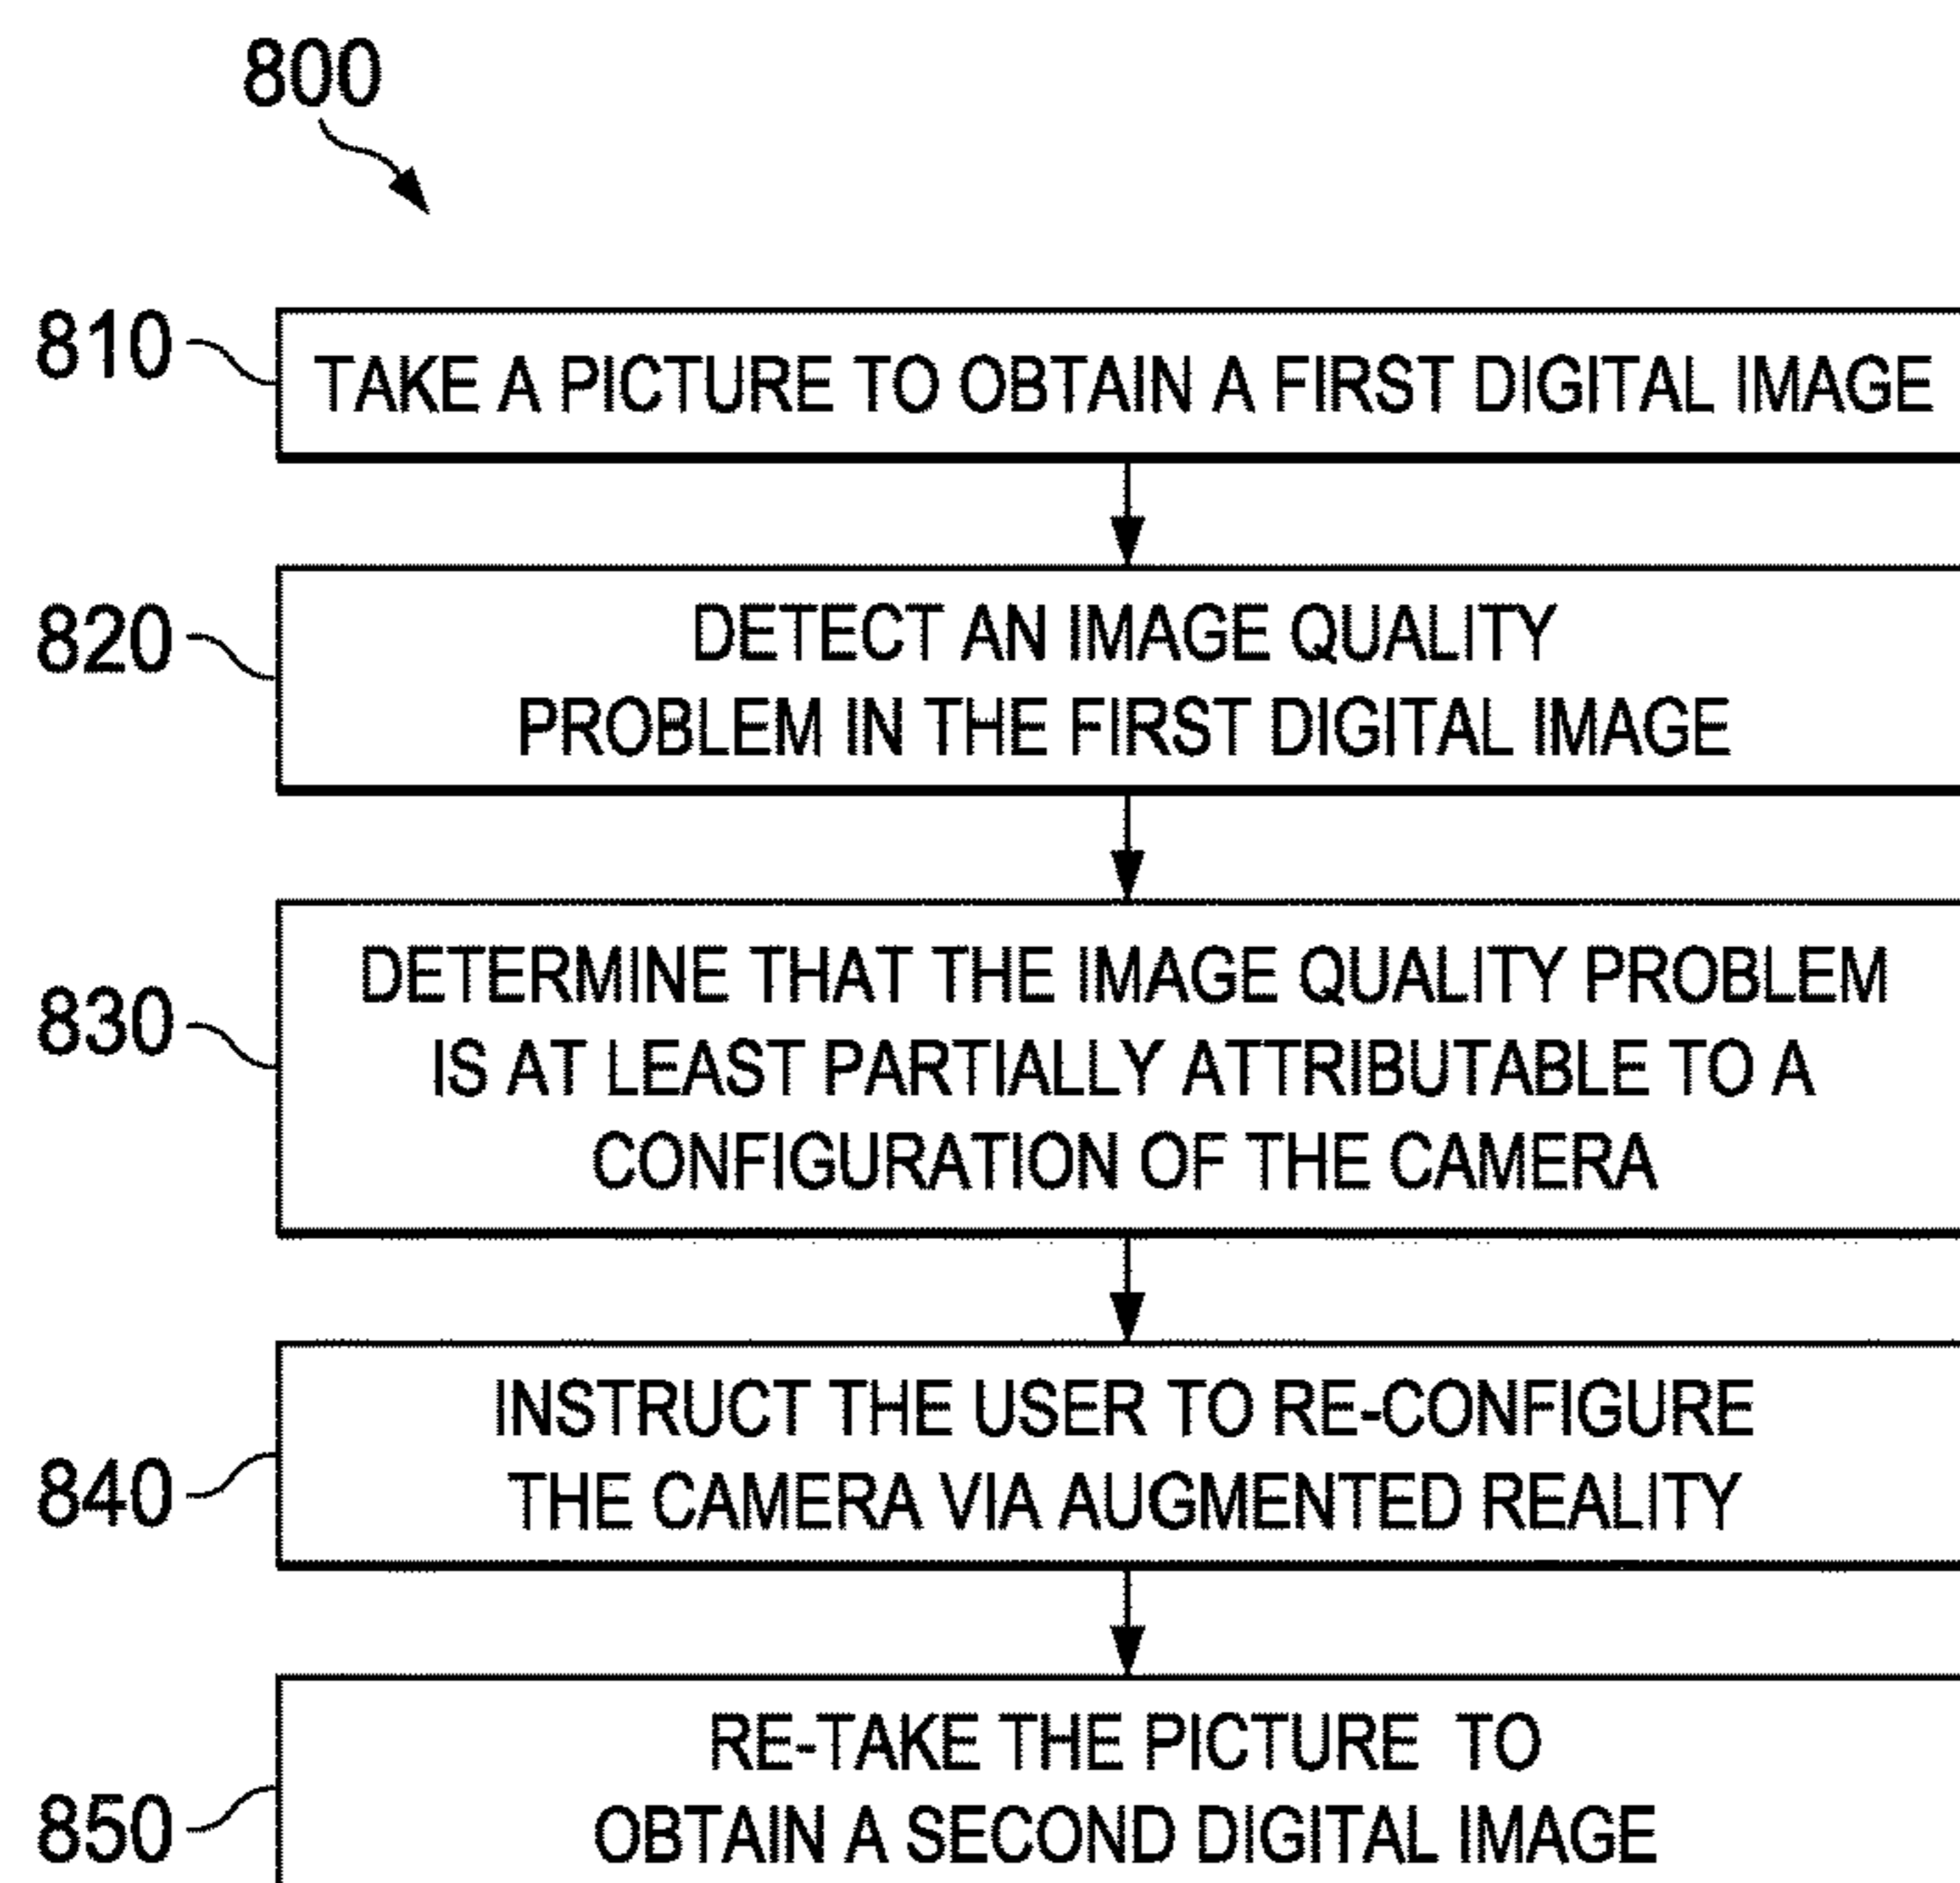 800
810
TAKE A PICTURE TO OBTAIN A FIRST DIGITAL IMAGE
820
DETECT AN IMAGE QUALITY
PROBLEM IN THE FIRST DIGITAL IMAGE
830
DETERMINE THAT THE IMAGE QUALITY PROBLEM
IS AT LEAST PARTIALLY ATTRIBUTABLE TO A
CONFIGURATION OF THE CAMERA
840
INSTRUCT THE USER TO RE-CONFIGURE
THE CAMERA VIA AUGMENTED REALITY
850
RE-TAKE THE PICTURE TO
OBTAIN A SECOND DIGITAL IMAGE